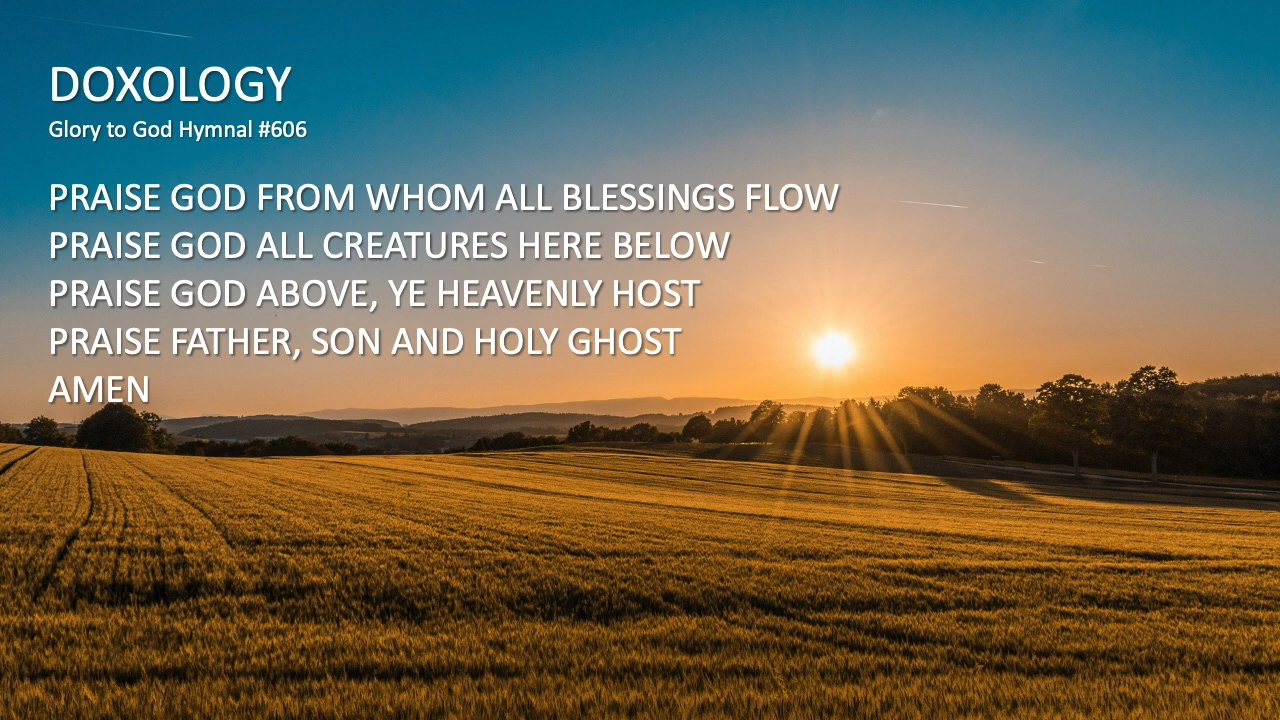 DOXOLOGY
Glory to God Hymnal #606
PRAISE GOD FROM WHOM ALL BLESSINGS FLOW
PRAISE GOD ALL CREATURES HERE BELOW
PRAISE GOD ABOVE, YE HEAVENLY HOST
PRAISE FATHER, SON AND HOLY GHOST
AMEN